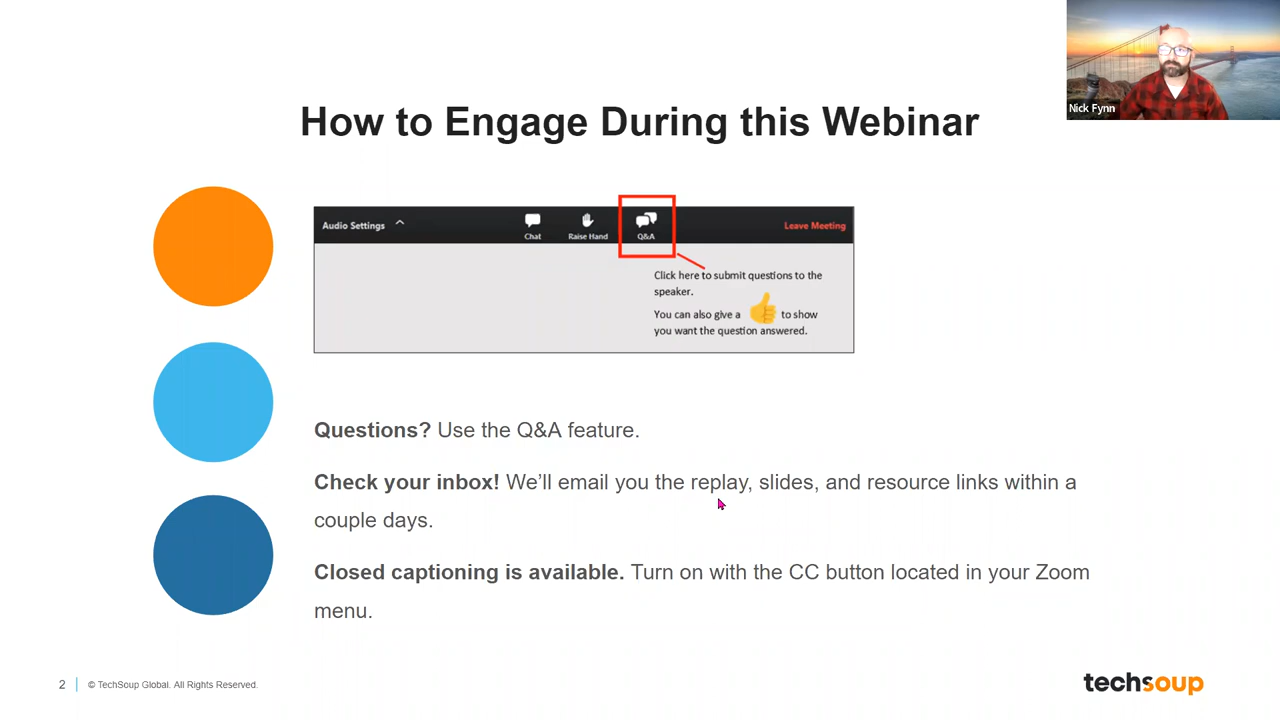 Nick Fynn
How to Engage During this Webinar
Audio Settings
Chat
Raise Hand
Q&A
Leave Meeting
Click here to submit questions to the
speaker.
You can also give a to show
you want the question answered.
Questions? Use the Q&A feature.
Check your inbox! We’ll email you the replay, slides, and resource links within a
couple days.
Closed captioning is available. Turn on with the CC button located in your Zoom
menu.
2
© TechSoup Global. All Rights Reserved.
techsoup